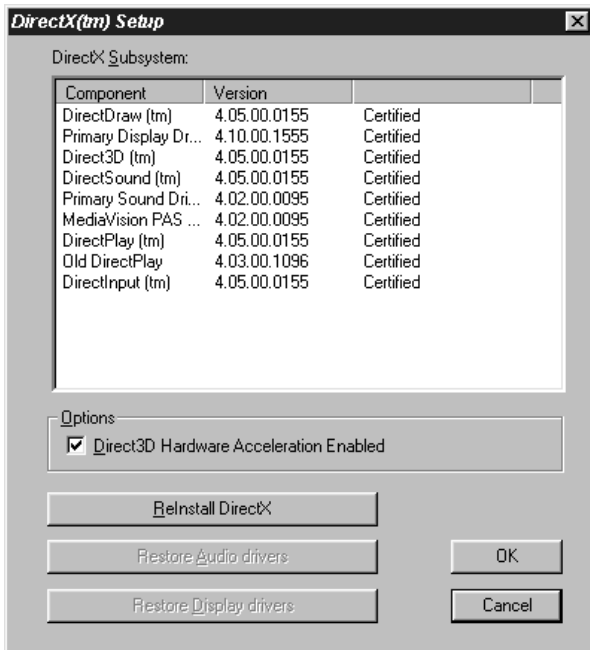 DirectX(tm) Setup
DirectX Subsystem:
Component Version
DirectDraw (tm) 4.05.00.0155 Certified
Primary Display Dr... 4.10.00.1555 Certified
Direct3D (tm) 4.05.00.0155 Certified
DirectSound (tm) 4.05.00.0155 Certified
Primary Sound Dri... 4.02.00.0095 Certified
MediaVision PAS ... 4.02.00.0095 Certified
DirectPlay (tm) 4.05.00.0155 Certified
Old DirectPlay 4.03.00.1096 Certified
DirectInput (tm) 4.05.00.0155 Certified
Options
Direct3D Hardware Acceleration Enabled
ReInstall DirectX
Restore Audio drivers OK
Restore Display drivers Cancel